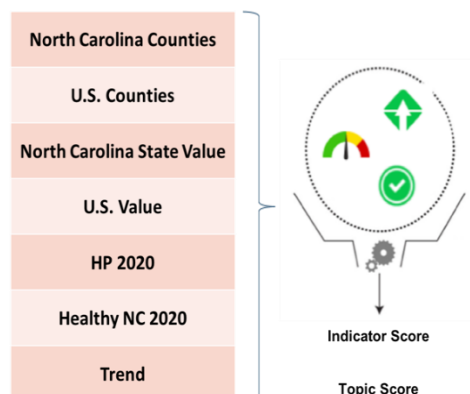 North Carolina Counties
U.S. Counties
North Carolina State Value
U.S. Value
HP 2020
Healthy NC 2020
Trend
Indicator Score
Topic Score